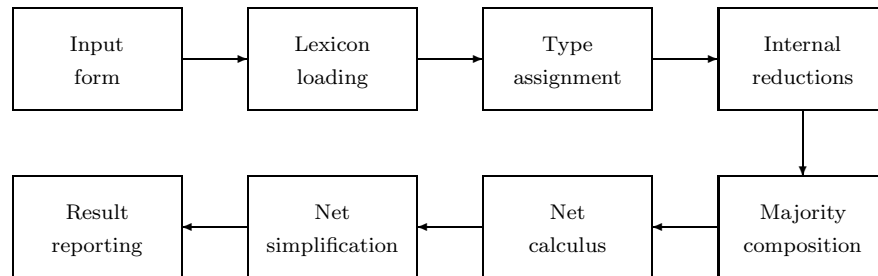 Input
form
Lexicon
loading
Type
assignment
Internal
reductions
Result
reporting
Net
simplification
Net
calculus
Majority
composition